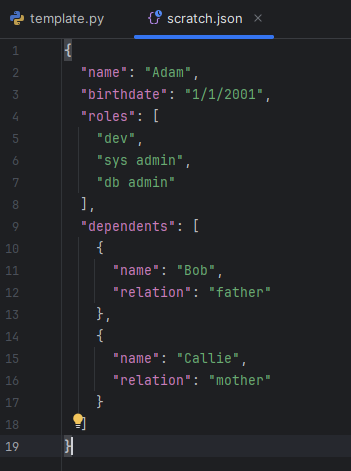 template.py scratch.json
1 {
2 "name": "Adam",
3 "birthdate": "1/1/2001",
4 "roles": [
5 "dev",
6 "sys admin",
7 "db admin"
8 ],
9 "dependents": [
10 {
11 "name": "Bob",
12 "relation": "father"
13 },
14 {
15 "name": "Callie",
16 "relation": "mother"
17 }
18 ]
19 }